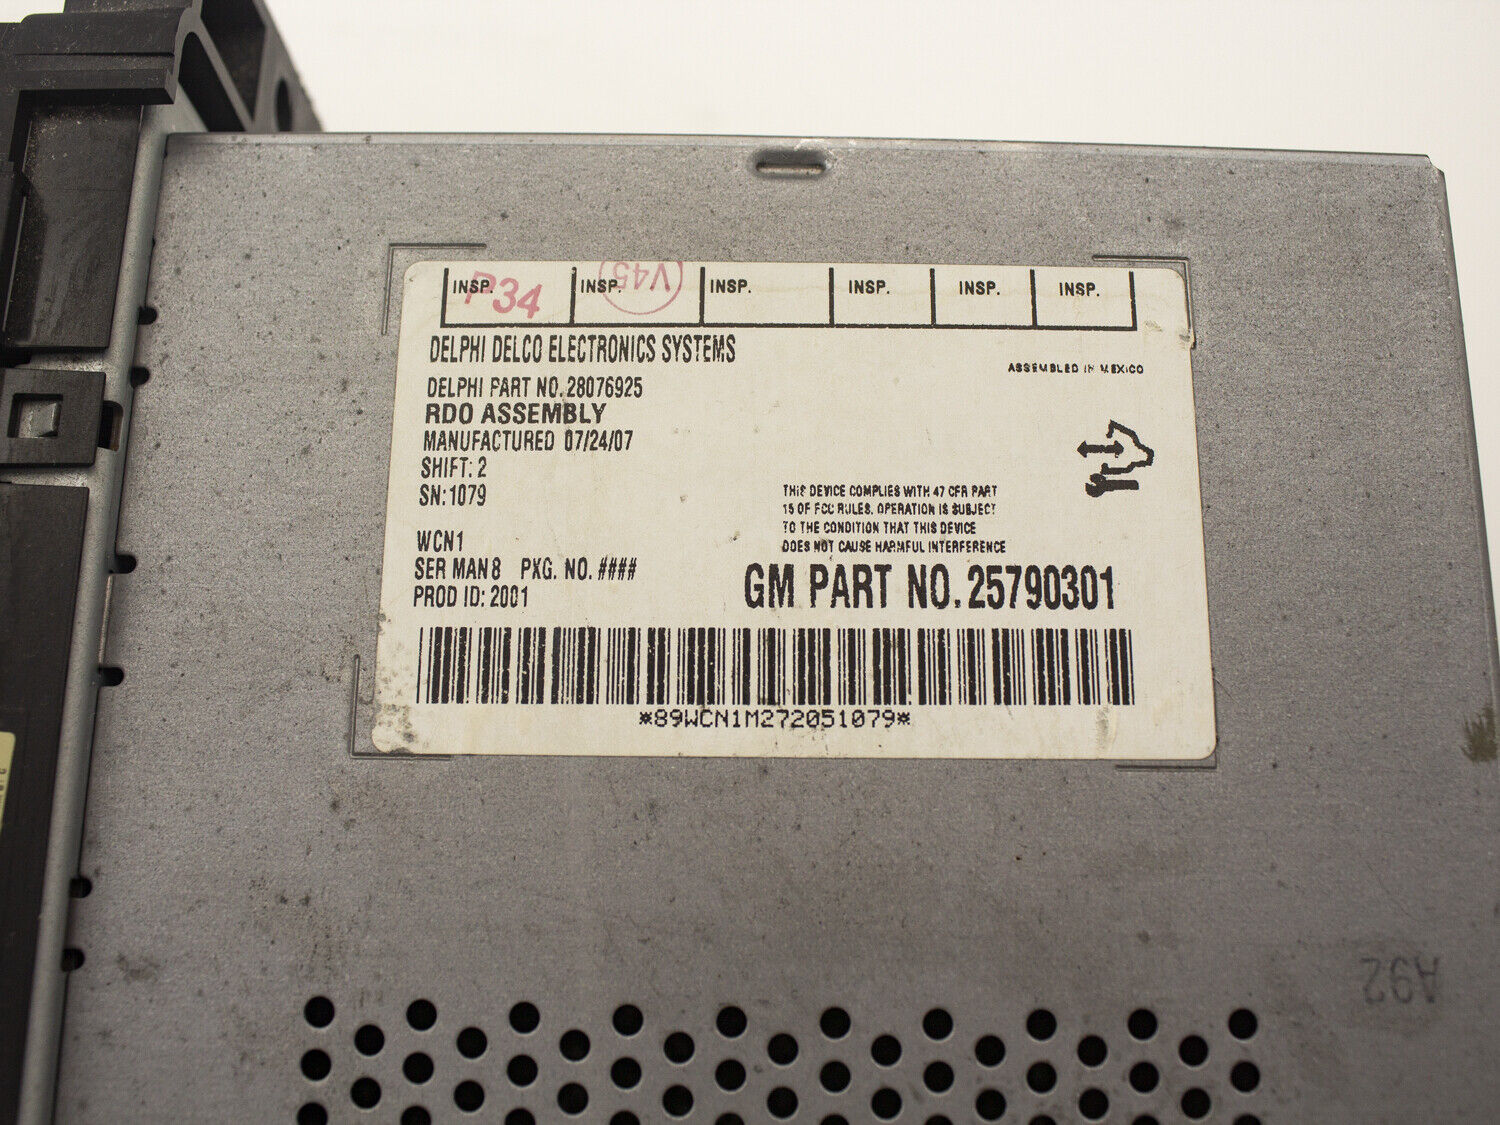 INSP. INSP. INSP. INSP. INSP. INSP.
P34
V45
DELPHI DELCO ELECTRONICS SYSTEMS
ASSEMBLED IN MEXICO
DELPHI PART NO. 28076925
RDO ASSEMBLY
MANUFACTURED 07/24/07
SHIFT: 2
SN: 1079
THIS DEVICE COMPLIES WITH 47 CFR PART
15 OF FCC RULES. OPERATION IS SUBJECT
TO THE CONDITION THAT THIS DEVICE
DOES NOT CAUSE HARMFUL INTERFERENCE
WCN1
SER MAN 8 PXG. NO. ####
PROD ID: 2001
GM PART NO. 25790301
*89WCN1M272051079*
A92